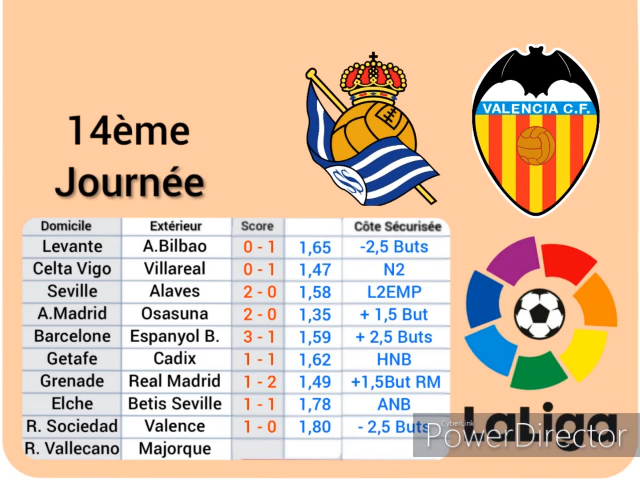 14ème
Journée
VALENCIA C.F.
Domicile Extérieur Score Côte Sécurisée
Levante A.Bilbao 0 - 1 1,65 -2,5 Buts
Celta Vigo Villareal 0 - 1 1,47 N2
Seville Alaves 2 - 0 1,58 L2EMP
A.Madrid Osasuna 2 - 0 1,35 + 1,5 But
Barcelone Espanyol B. 3 - 1 1,59 + 2,5 Buts
Getafe Cadix 1 - 1 1,62 HNB
Grenade Real Madrid 1 - 2 1,49 +1,5But RM
Elche Betis Seville 1 - 1 1,78 ANB
R. Sociedad Valence 1 - 0 1,80 - 2,5 Buts
R. Vallecano Majorque
LaLiga
CyberLink
PowerDirector